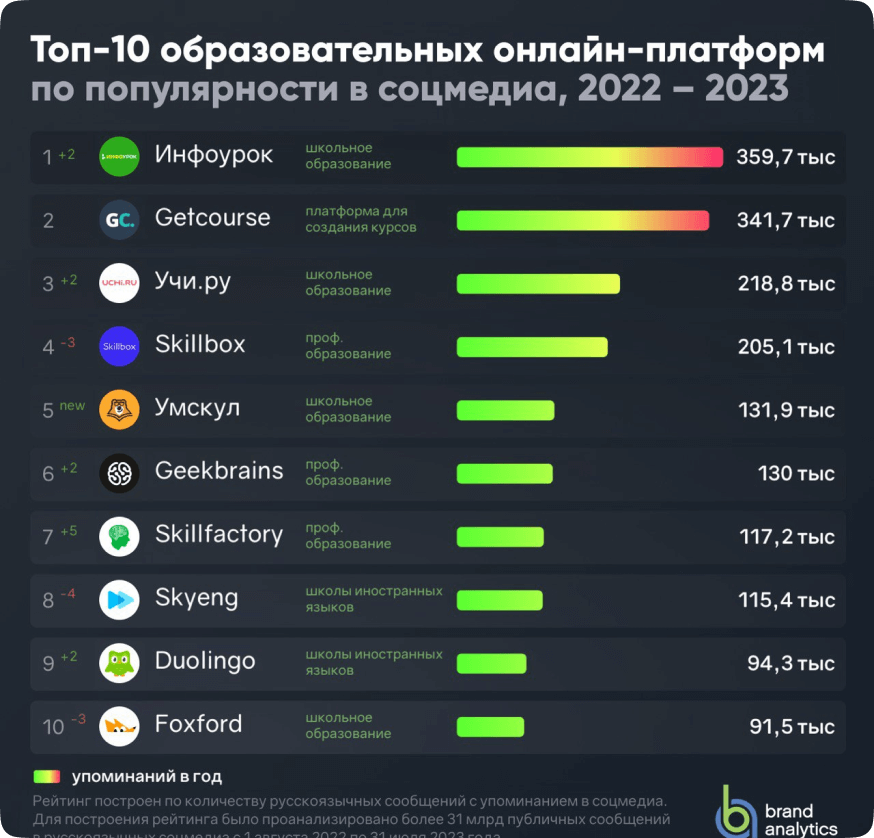 Топ-10 образовательных онлайн-платформ
по популярности в соцмедиа, 2022 – 2023
1 +2 ИНФОУРОК Инфоурок школьное
образование 359,7 тыс
2 GC. Getcourse платформа для
создания курсов 341,7 тыс
3 +2 UCHI.RU Учи.ру школьное
образование 218,8 тыс
4 -3 Skillbox Skillbox проф.
образование 205,1 тыс
5 new Умскул школьное
образование 131,9 тыс
6 +2 Geekbrains проф.
образование 130 тыс
7 +5 Skillfactory проф.
образование 117,2 тыс
8 -4 Skyeng школы иностранных
языков 115,4 тыс
9 +2 Duolingo школы иностранных
языков 94,3 тыс
10 -3 Foxford школьное
образование 91,5 тыс
упоминаний в год
Рейтинг построен по количеству русскоязычных сообщений с упоминанием в соцмедиа.
Для построения рейтинга было проанализировано более 31 млрд публичных сообщений
в русскоязычных соцмедиа с 1 августа 2022 по 31 июля 2023 года
brand
analytics